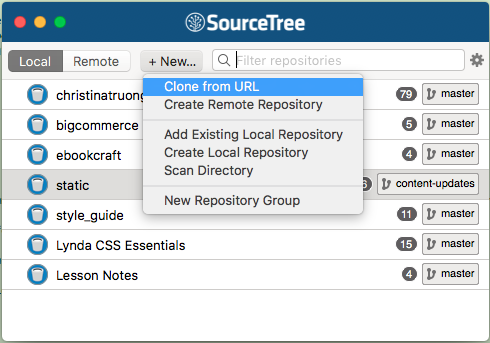 SourceTree
Local Remote + New... Filter repositories
Clone from URL
Create Remote Repository
Add Existing Local Repository
Create Local Repository
Scan Directory
New Repository Group
christinatruong 79 master
bigcommerce 5 master
ebookcraft 4 master
static content-updates
style_guide 11 master
Lynda CSS Essentials 15 master
Lesson Notes 4 master